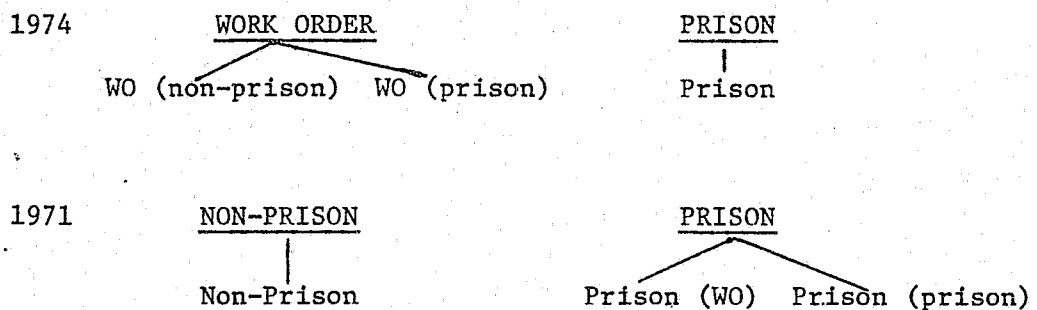 1974 WORK ORDER PRISON
WO (non-prison) WO (prison) Prison
1971 NON-PRISON PRISON
Non-Prison Prison (WO) Prison (prison)